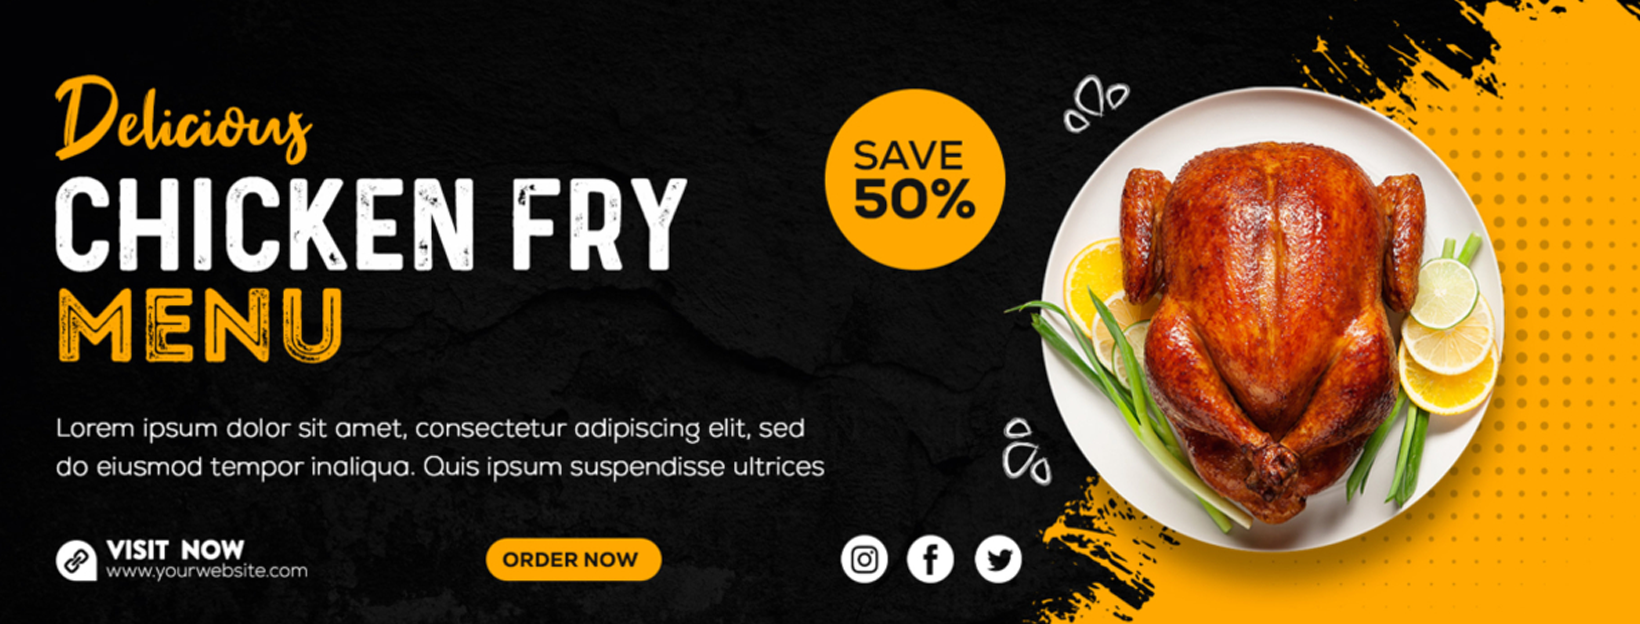 Delicious
CHICKEN FRY
MENU
SAVE
50%
Lorem ipsum dolor sit amet, consectetur adipiscing elit, sed
do eiusmod tempor inaliqua. Quis ipsum suspendisse ultrices
VISIT NOW
www.yourwebsite.com
ORDER NOW